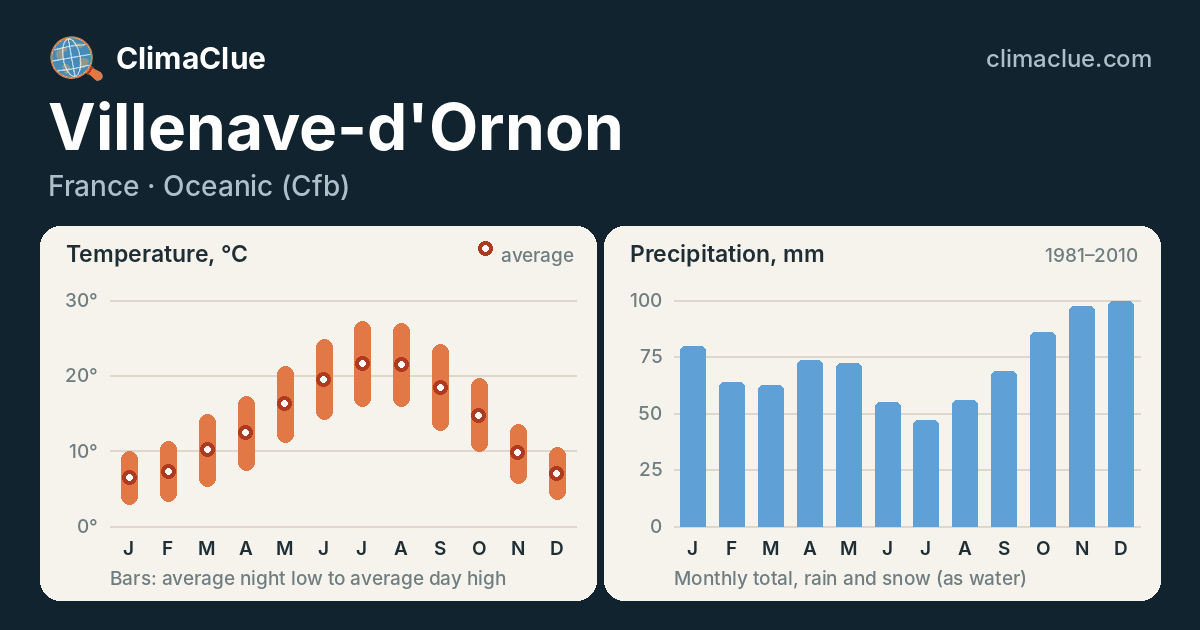 ClimaClue
climaclue.com
Villenave-d'Ornon
France · Oceanic (Cfb)
Temperature, °C
average
30°
20°
10°
0°
J F M A M J J A S O N D
Bars: average night low to average day high
Precipitation, mm
1981–2010
100
75
50
25
0
J F M A M J J A S O N D
Monthly total, rain and snow (as water)